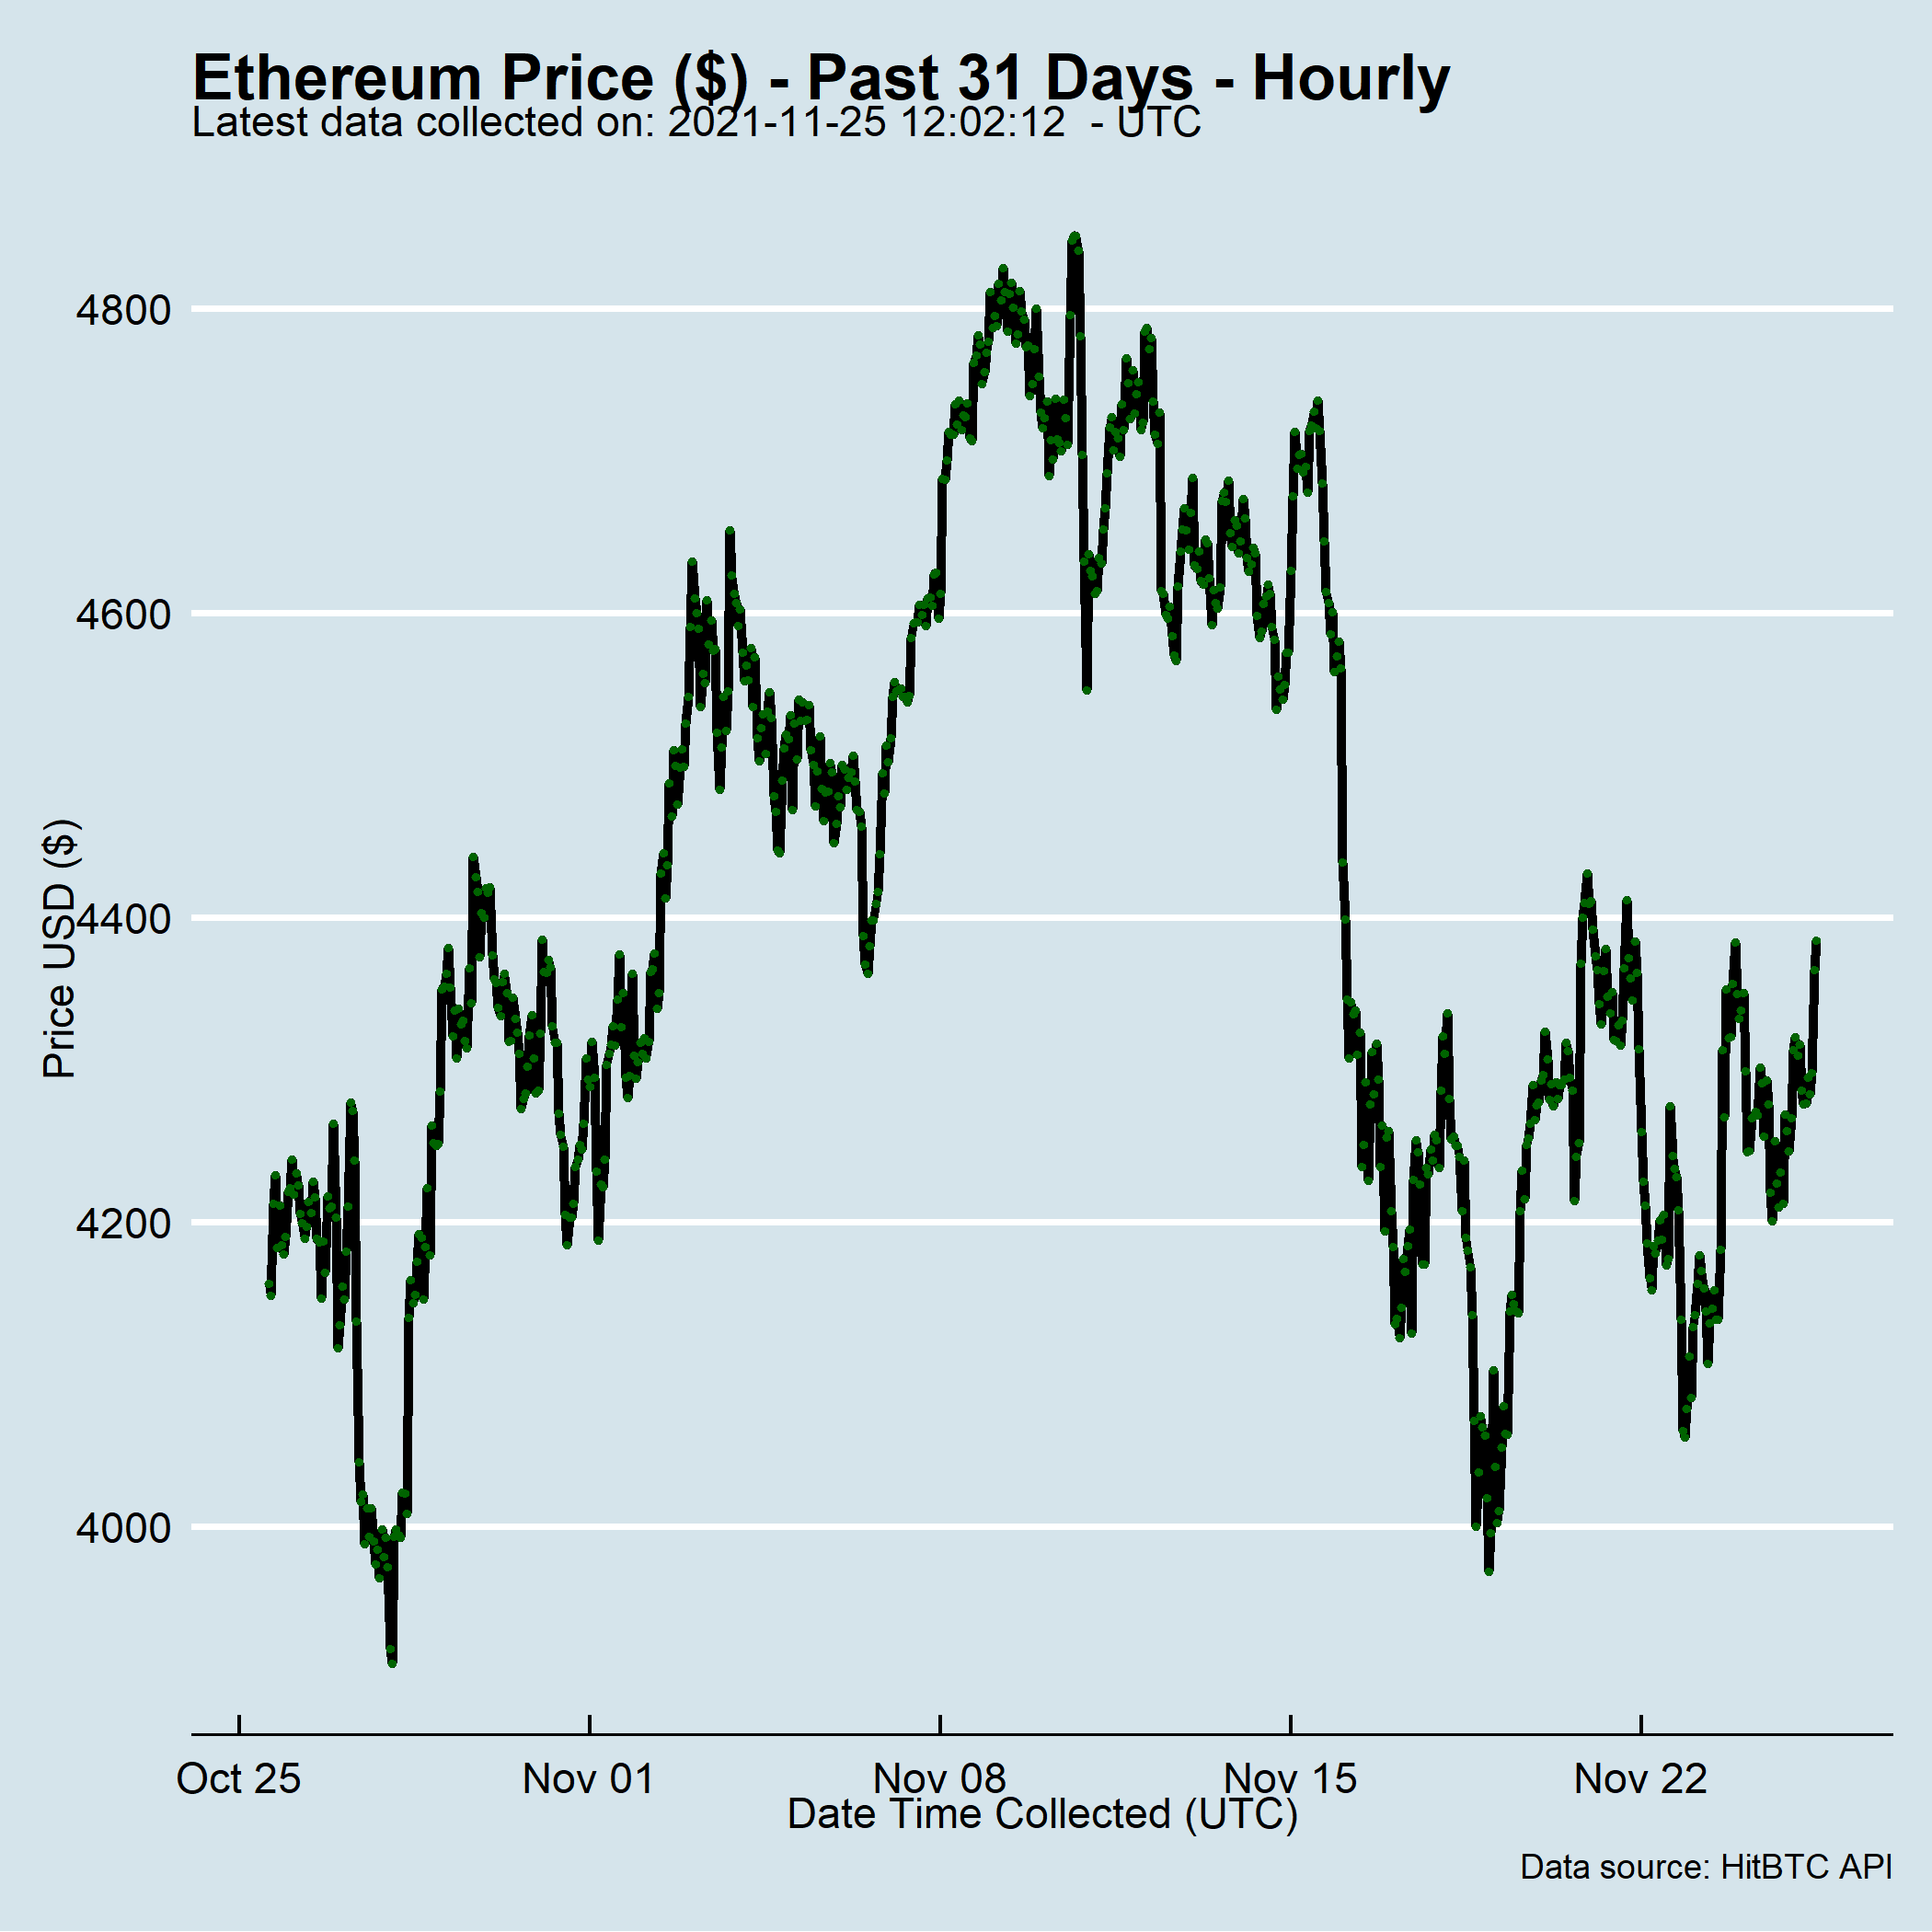 Ethereum Price ($) - Past 31 Days - Hourly
Latest data collected on: 2021-11-25 12:02:12  - UTC
4800
4600
4400
4200
4000
Price USD ($)
Oct 25
Nov 01
Nov 08
Nov 15
Nov 22
Date Time Collected (UTC)
Data source: HitBTC API